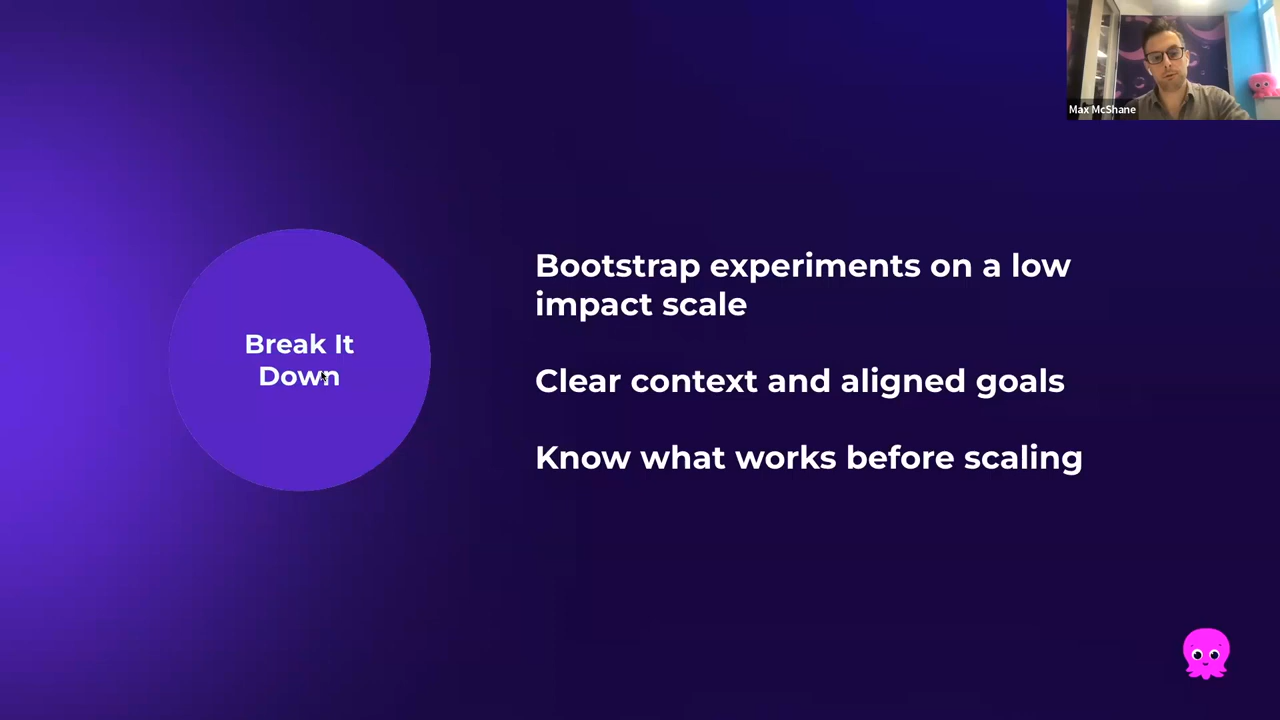 Max McShane
Break It
Down
Bootstrap experiments on a low
impact scale
Clear context and aligned goals
Know what works before scaling